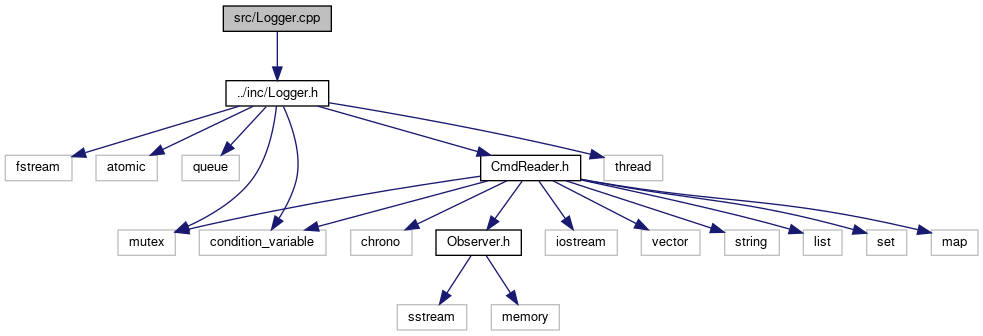 src/Logger.cpp
../inc/Logger.h
fstream
atomic
queue
CmdReader.h
thread
mutex
condition_variable
chrono
Observer.h
iostream
vector
string
list
set
map
sstream
memory